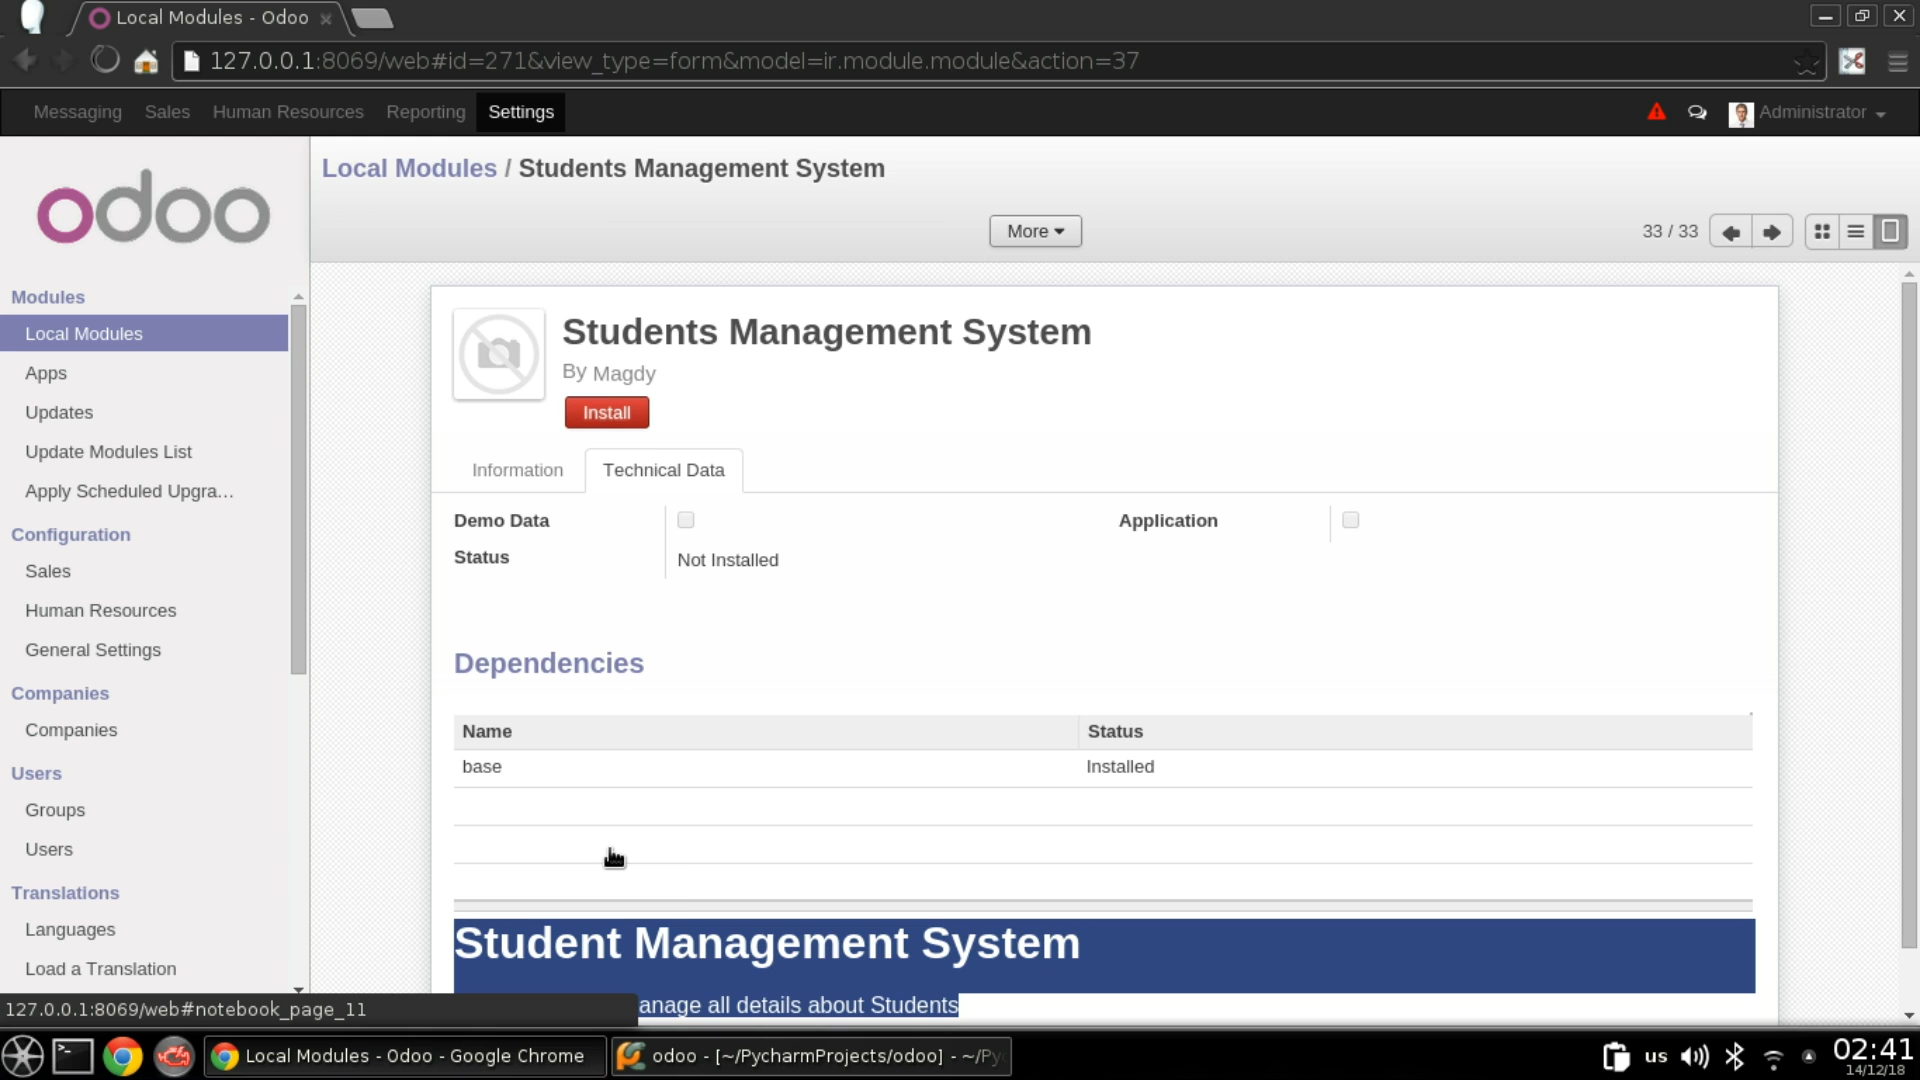 Local Modules - Odoo
127.0.0.1:8069/web#id=271&view_type=form&model=ir.module.module&action=37
Messaging Sales Human Resources Reporting Settings Administrator
odoo
Local Modules / Students Management System
More 33 / 33
Modules
Local Modules
Apps
Updates
Update Modules List
Apply Scheduled Upgra...
Configuration
Sales
Human Resources
General Settings
Companies
Companies
Users
Groups
Users
Translations
Languages
Load a Translation
Students Management System
By Magdy
Install
Information Technical Data
Demo Data Application
Status Not Installed
Dependencies
Name Status
base Installed
Student Management System
anage all details about Students
127.0.0.1:8069/web#notebook_page_11
Local Modules - Odoo - Google Chrome
odoo - [~/PycharmProjects/odoo] - ~/Py
us
02:41
14/12/18